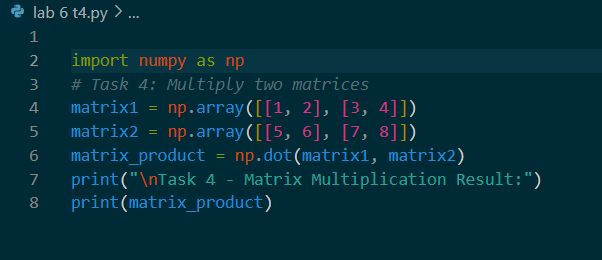 lab 6 t4.py > ...
1
2 import numpy as np
3 # Task 4: Multiply two matrices
4 matrix1 = np.array([[1, 2], [3, 4]])
5 matrix2 = np.array([[5, 6], [7, 8]])
6 matrix_product = np.dot(matrix1, matrix2)
7 print("\nTask 4 - Matrix Multiplication Result:")
8 print(matrix_product)